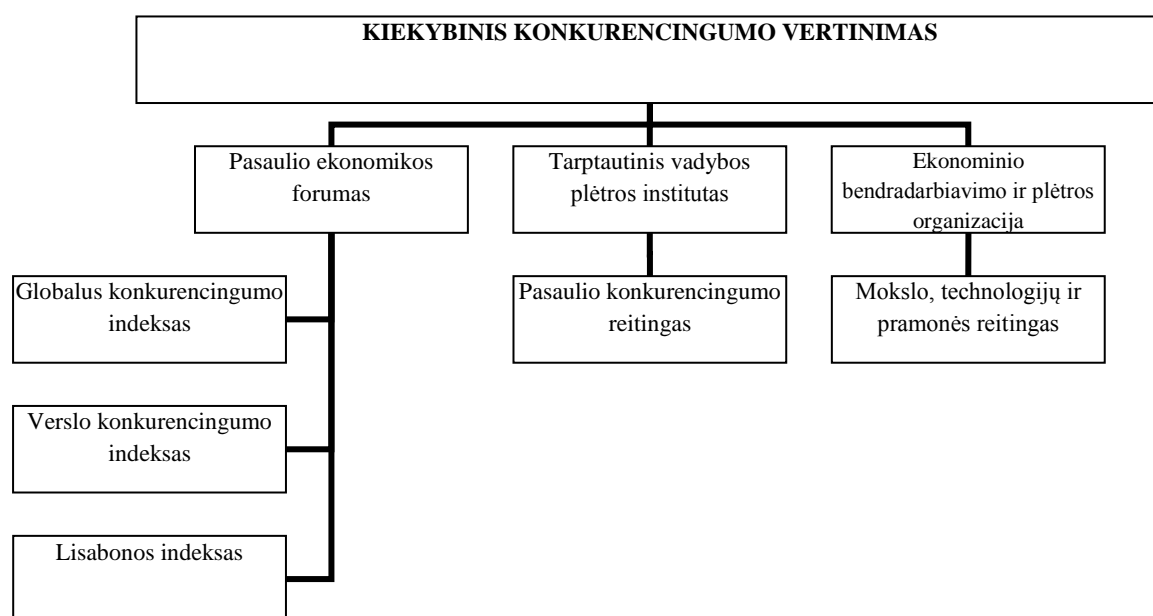 KIEKYBINIS KONKURENCINGUMO VERTINIMAS
Pasaulio ekonomikos
forumas
Tarptautinis vadybos
plėtros institutas
Ekonominio
bendradarbiavimo ir plėtros
organizacija
Globalus konkurencingumo
indeksas
Pasaulio konkurencingumo
reitingas
Mokslo, technologijų ir
pramonės reitingas
Verslo konkurencingumo
indeksas
Lisabonos indeksas